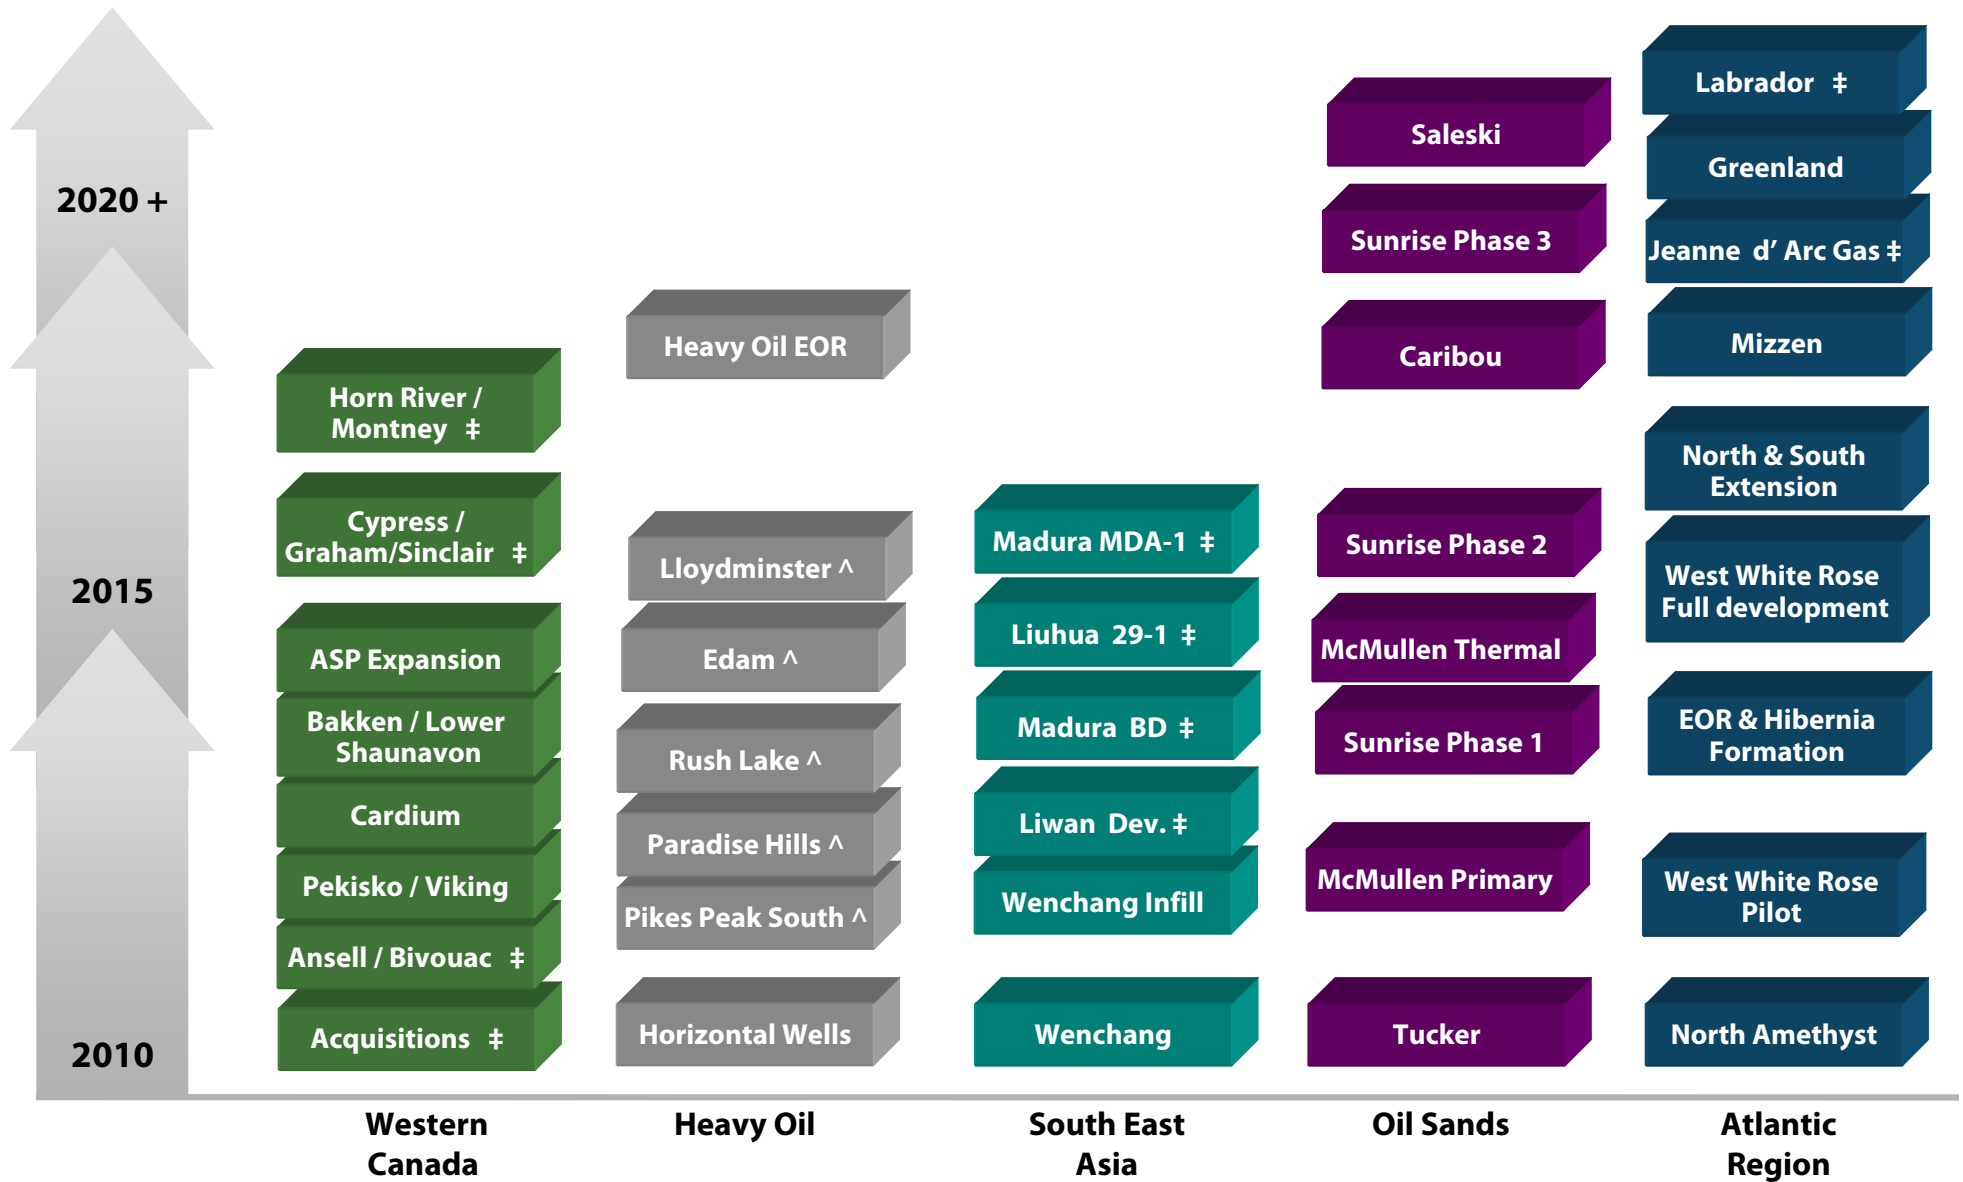 2020 +
2015
2010
Horn River /
Montney ‡
Cypress /
Graham/Sinclair ‡
ASP Expansion
Bakken / Lower
Shaunavon
Cardium
Pekisko / Viking
Ansell / Bivouac ‡
Acquisitions ‡
Western
Canada
Heavy Oil EOR
Lloydminster ^
Edam ^
Rush Lake ^
Paradise Hills ^
Pikes Peak South ^
Horizontal Wells
Heavy Oil
Madura MDA-1 ‡
Liuhua 29-1 ‡
Madura BD ‡
Liwan Dev. ‡
Wenchang Infill
Wenchang
South East
Asia
Saleski
Sunrise Phase 3
Caribou
Sunrise Phase 2
McMullen Thermal
Sunrise Phase 1
McMullen Primary
Tucker
Oil Sands
Labrador ‡
Greenland
Jeanne d’ Arc Gas ‡
Mizzen
North & South
Extension
West White Rose
Full development
EOR & Hibernia
Formation
West White Rose
Pilot
North Amethyst
Atlantic
Region